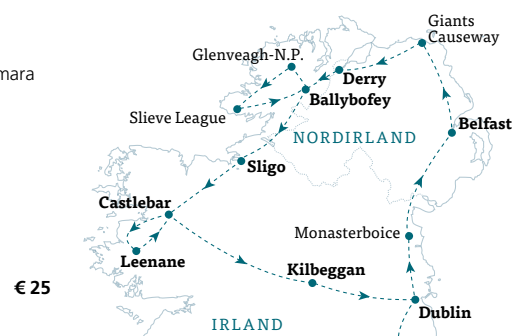 Giants
Causeway
Glenveagh-N.P.
mara
Derry
Ballybofey
Slieve League
Belfast
NORDIRLAND
Sligo
Castlebar
Monasterboice
Leenane
Kilbeggan
€ 25
Dublin
IRLAND